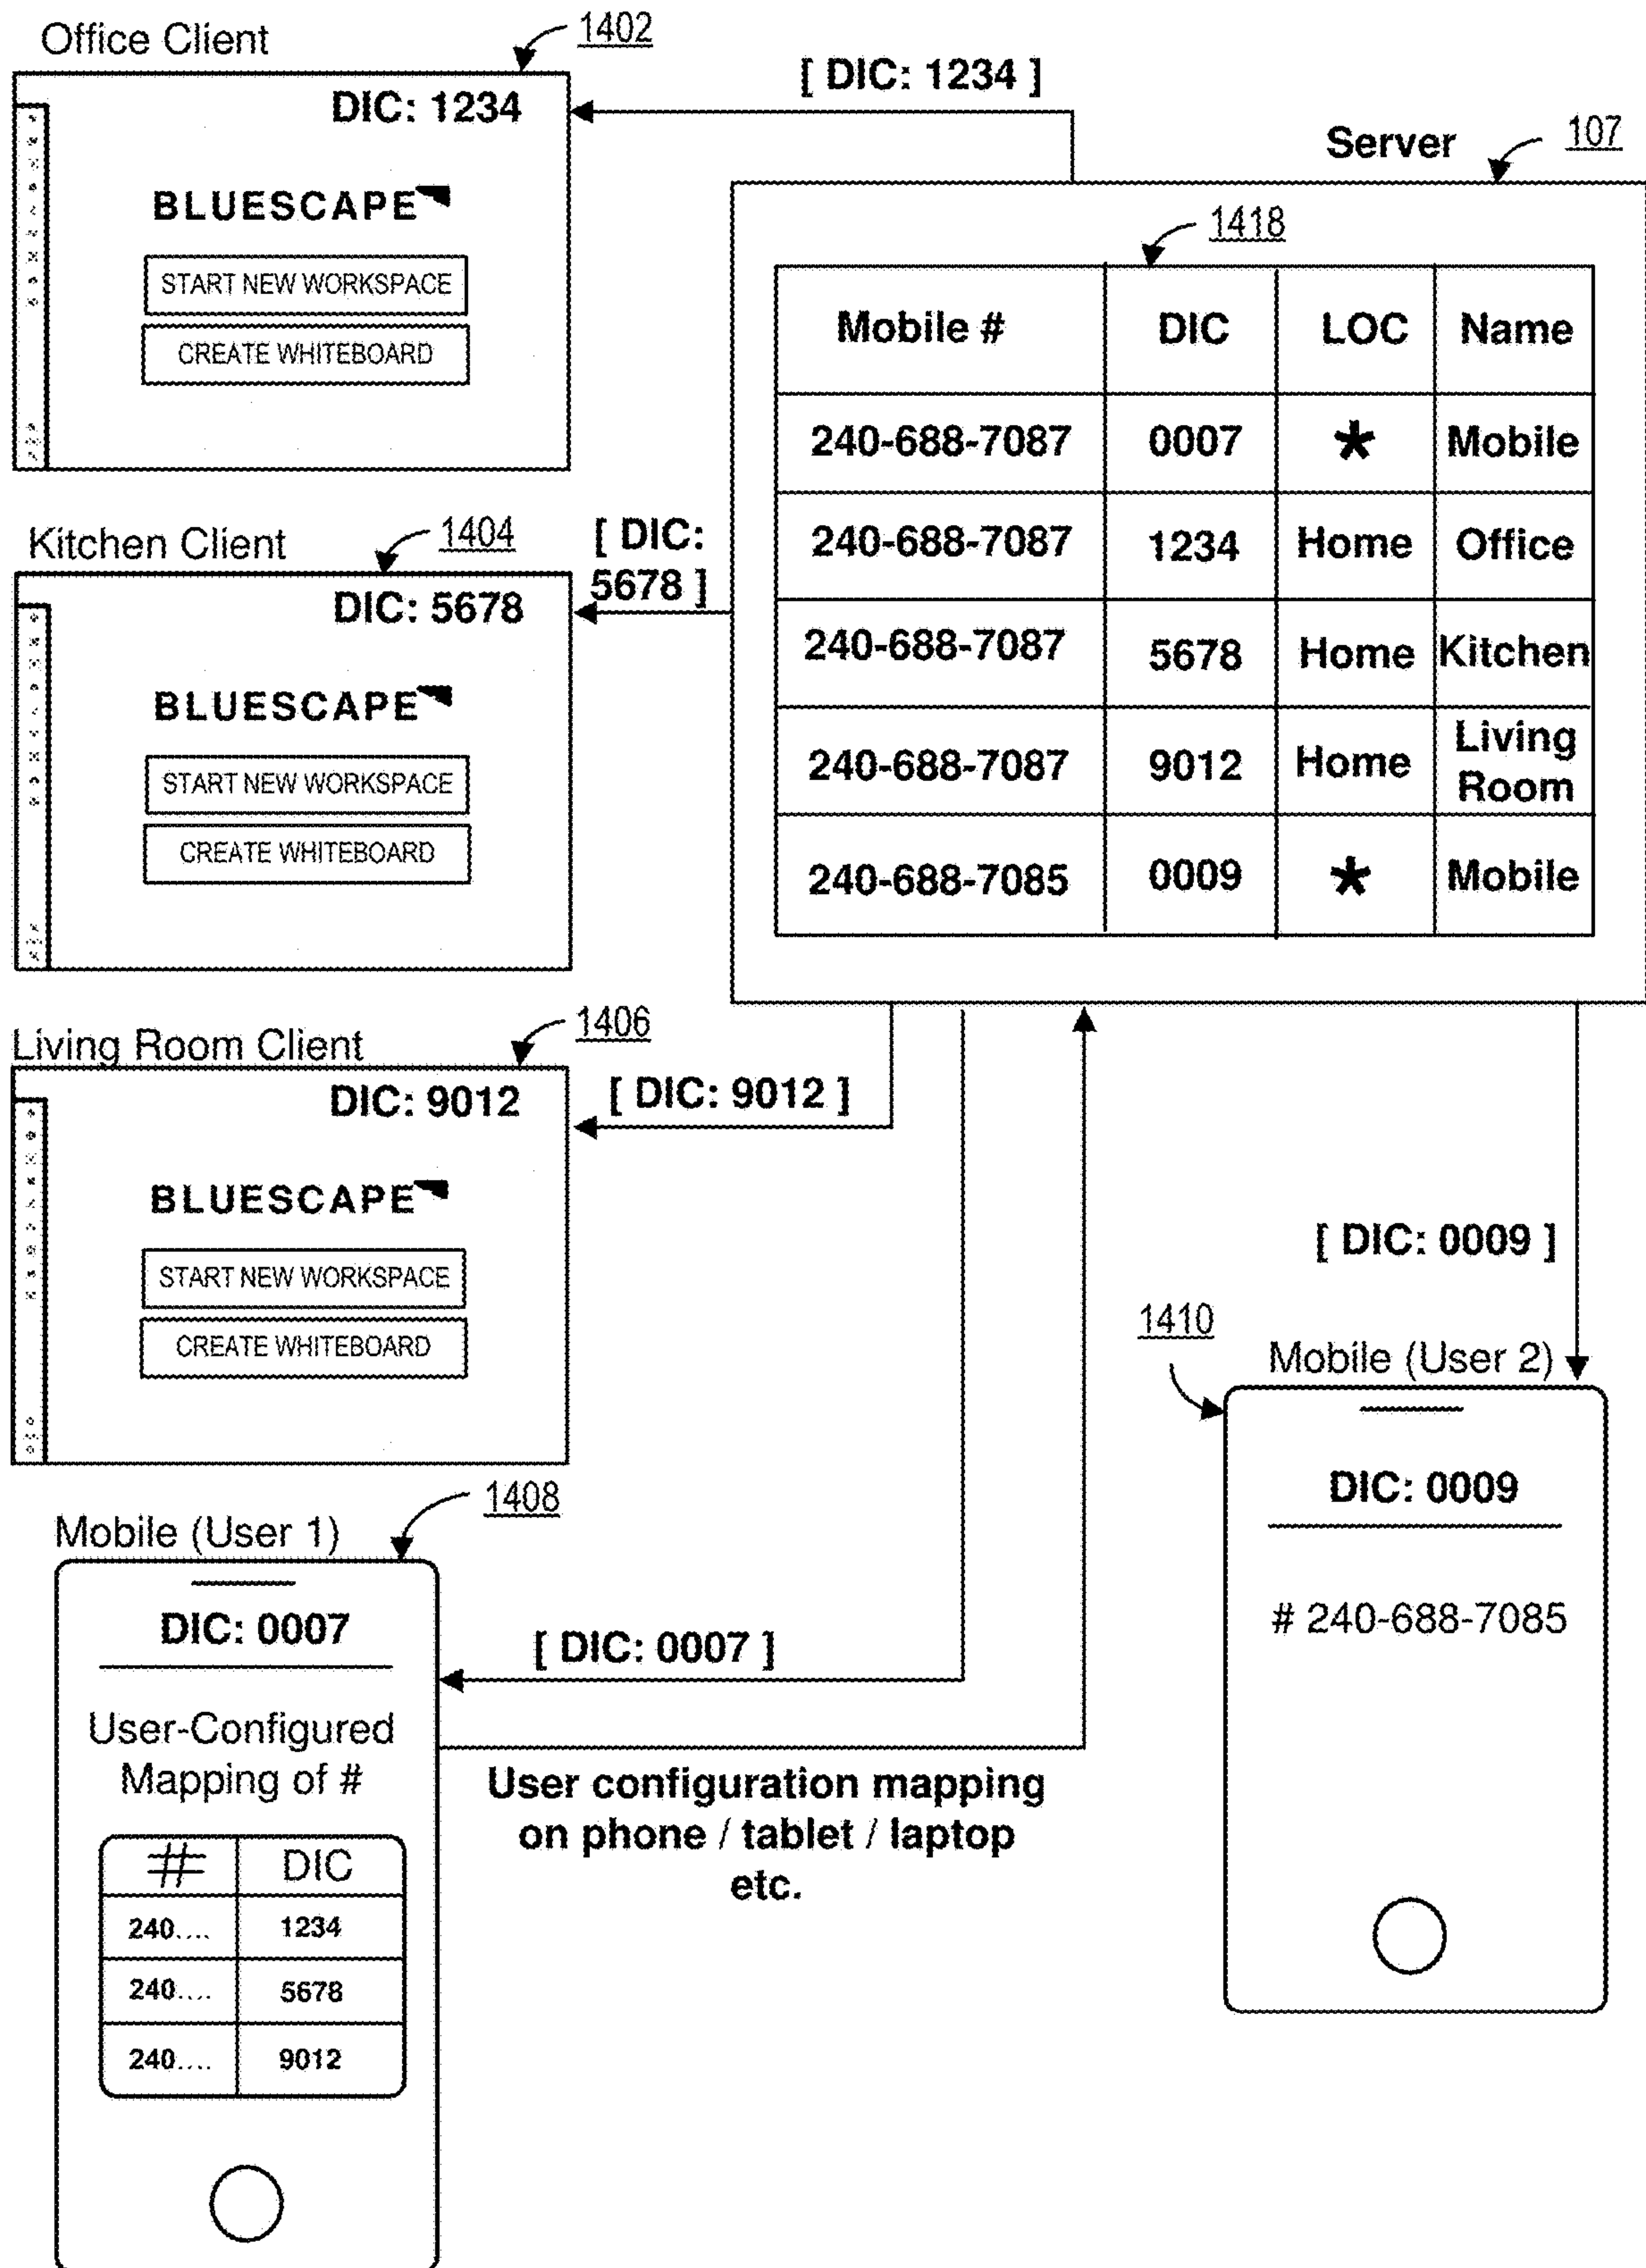 Office Client
1402
DIC: 1234
BLUESCAPE
START NEW WORKSPACE
CREATE WHITEBOARD
[ DIC: 1234 ]
Server
107
1418
Mobile # DIC LOC Name
240-688-7087 0007 * Mobile
240-688-7087 1234 Home Office
240-688-7087 5678 Home Kitchen
240-688-7087 9012 Home Living
Room
240-688-7085 0009 * Mobile
Kitchen Client
1404
[ DIC:
5678 ]
DIC: 5678
BLUESCAPE
START NEW WORKSPACE
CREATE WHITEBOARD
Living Room Client
1406
DIC: 9012
[ DIC: 9012 ]
BLUESCAPE
START NEW WORKSPACE
CREATE WHITEBOARD
[ DIC: 0009 ]
1410
Mobile (User 2)
DIC: 0009
# 240-688-7085
1408
Mobile (User 1)
DIC: 0007
[ DIC: 0007 ]
User-Configured
Mapping of #
# DIC
240.... 1234
240.... 5678
240.... 9012
User configuration mapping
on phone / tablet / laptop
etc.